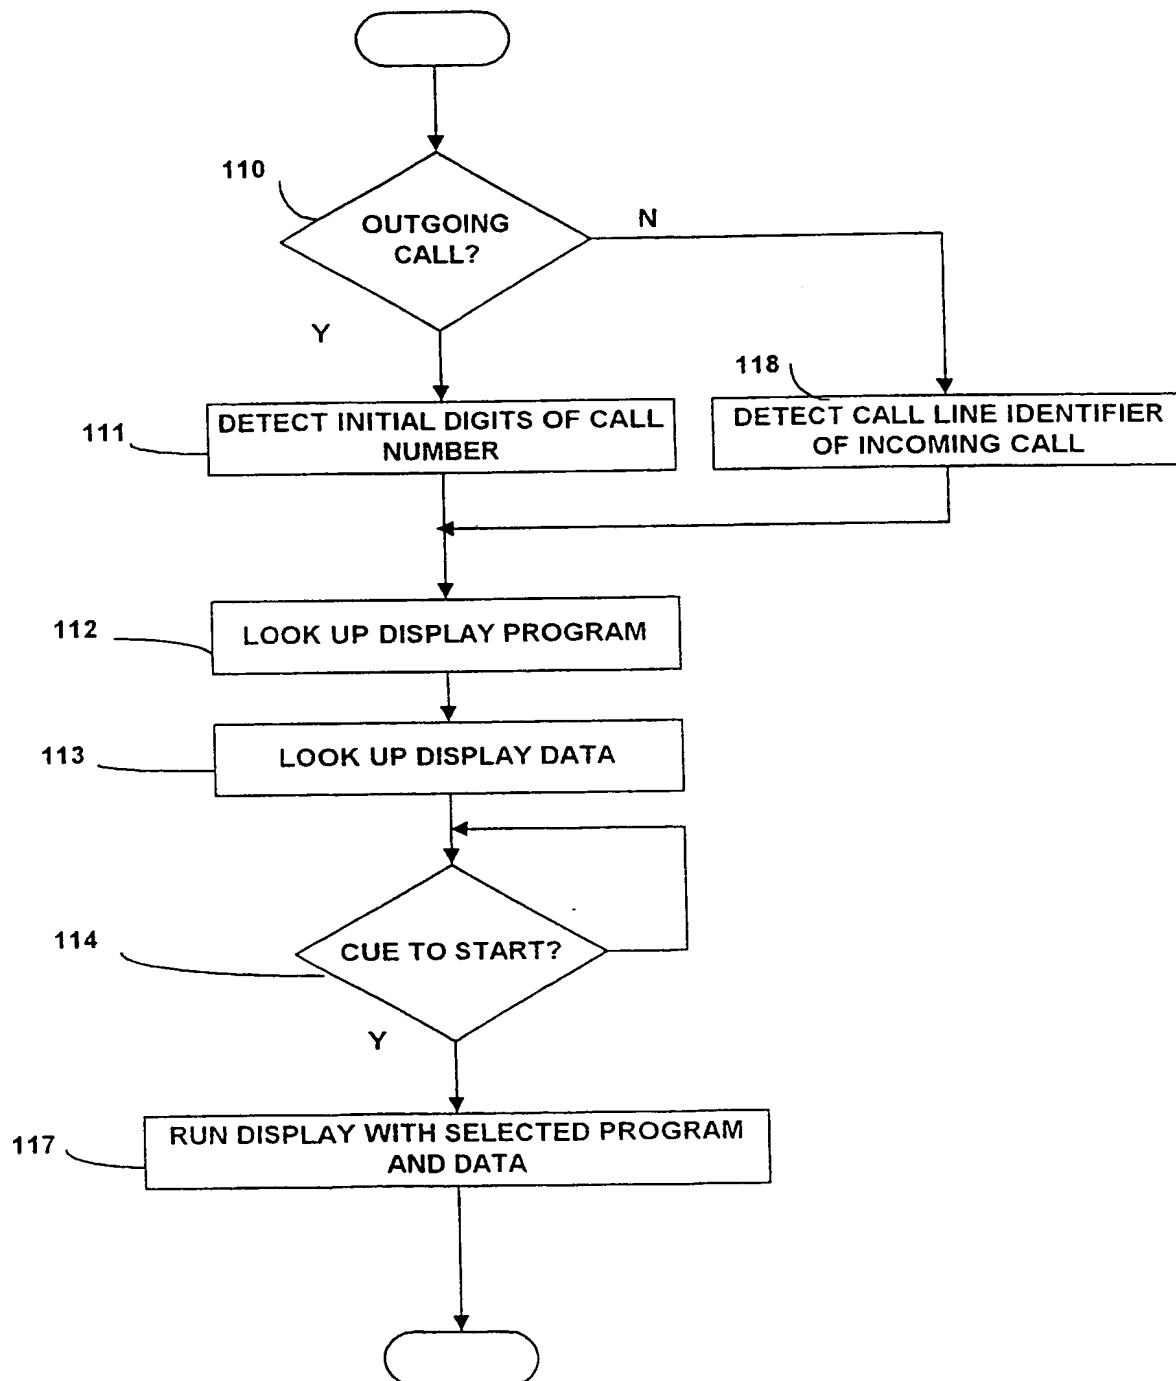 110
OUTGOING
CALL?
N
Y
118
111
DETECT INITIAL DIGITS OF CALL
NUMBER
DETECT CALL LINE IDENTIFIER
OF INCOMING CALL
112
LOOK UP DISPLAY PROGRAM
113
LOOK UP DISPLAY DATA
114
CUE TO START?
Y
117
RUN DISPLAY WITH SELECTED PROGRAM
AND DATA